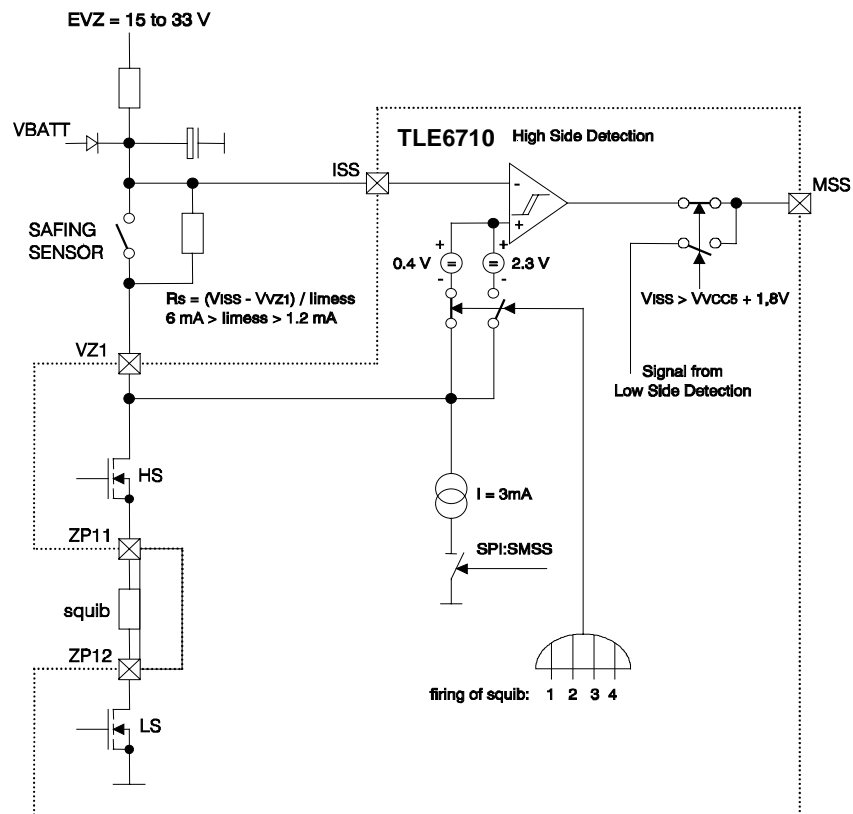 EVZ = 15 to 33 V
VBATT
TLE6710 High Side Detection
ISS
MSS
-
+
SAFING
SENSOR
+
+
0.4 V
=
=
2.3 V
-
-
Rs = (VISS - VVZ1) / Iimess
6 mA > Iimess > 1.2 mA
VISS > VVCC5 + 1,8V
VZ1
Signal from
Low Side Detection
HS
I = 3mA
ZP11
SPI:SMSS
squib
ZP12
firing of squib: 1 2 3 4
LS